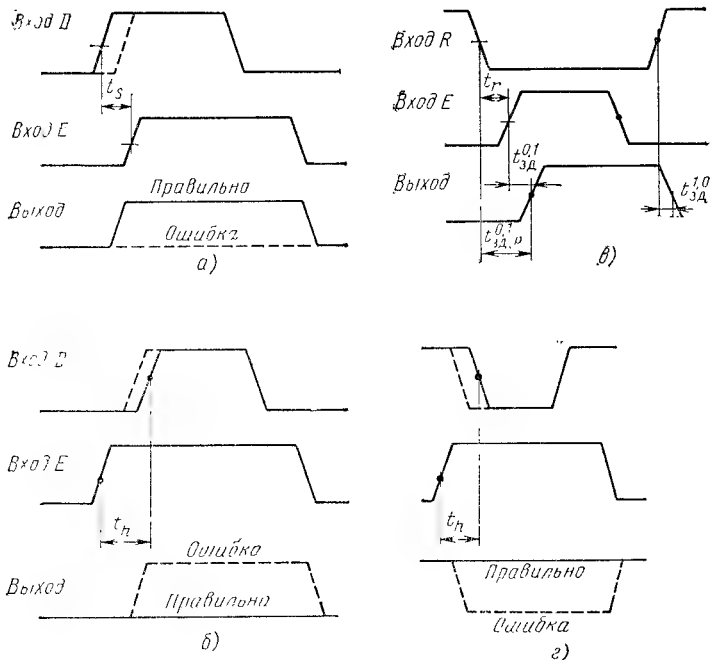 Вход D
t_s
Вход E
Выход
Правильно
Ошибка
а)
Вход R
t_r
Вход E
t_зд^0,1
Выход
t_зд^1,0
t_зд,р^0,1
в)
Вход D
Вход E
t_h
Выход
Ошибка
Правильно
б)
t_h
Правильно
Ошибка
г)